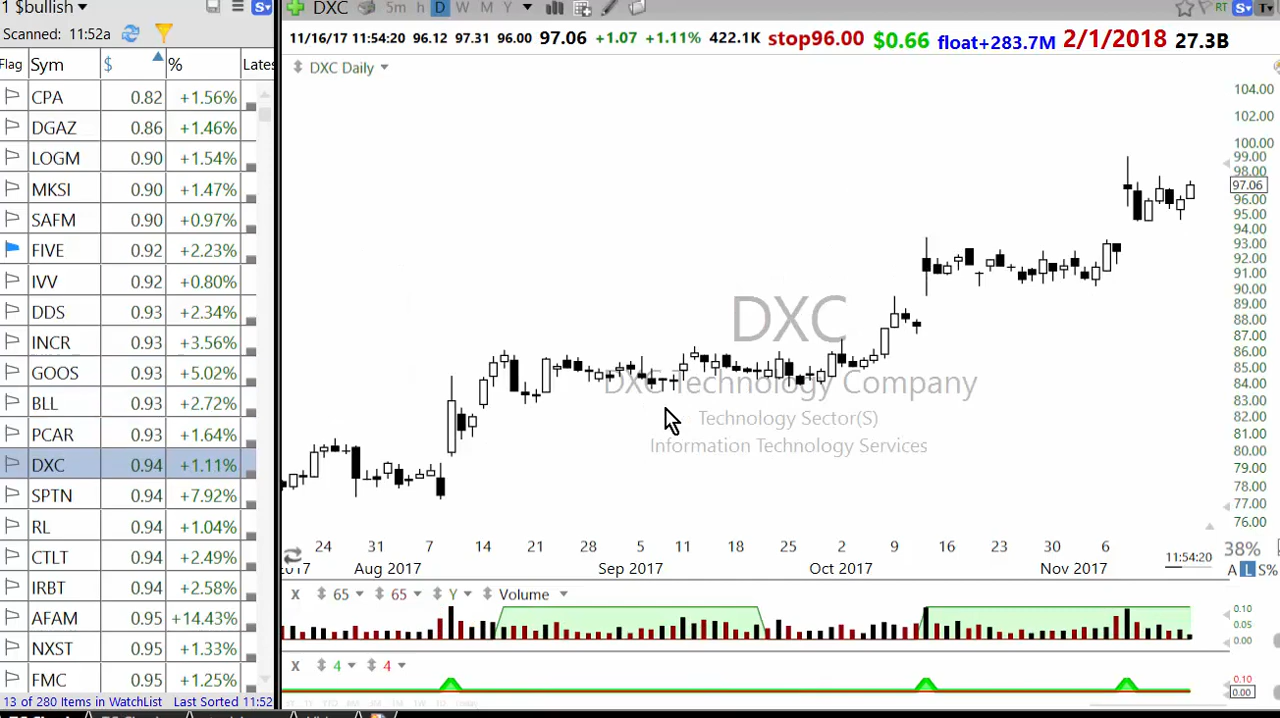 1 $bullish
Scanned: 11:52a
Flag Sym $ % Lates
CPA 0.82 +1.56%
DGAZ 0.86 +1.46%
LOGM 0.90 +1.54%
MKSI 0.90 +1.47%
SAFM 0.90 +0.97%
FIVE 0.92 +2.23%
IVV 0.92 +0.80%
DDS 0.93 +2.34%
INCR 0.93 +3.56%
GOOS 0.93 +5.02%
BLL 0.93 +2.72%
PCAR 0.93 +1.64%
DXC 0.94 +1.11%
SPTN 0.94 +7.92%
RL 0.94 +1.04%
CTLT 0.94 +2.49%
IRBT 0.94 +2.58%
AFAM 0.95 +14.43%
NXST 0.95 +1.33%
FMC 0.95 +1.25%
13 of 280 Items in WatchList Last Sorted 11:52
DXC 5m h D W M Y RT S T
11/16/17 11:54:20 96.12 97.31 96.00 97.06 +1.07 +1.11% 422.1K stop96.00 $0.66 float+283.7M 2/1/2018 27.3B
DXC Daily
104.00
102.00
100.00
99.00
98.00
97.06
96.00
95.00
94.00
93.00
92.00
91.00
90.00
89.00
88.00
87.00
86.00
85.00
84.00
83.00
82.00
81.00
80.00
79.00
78.00
77.00
76.00
DXC
DXC Technology Company
Technology Sector(S)
Information Technology Services
24 31 7 14 21 28 5 11 18 25 2 9 16 23 30 6 11:54:20 38%
2017 Aug 2017 Sep 2017 Oct 2017 Nov 2017 A L S%
X 65 65 Y Volume
0.10
0.05
0.00
X 4 4
0.10
0.00